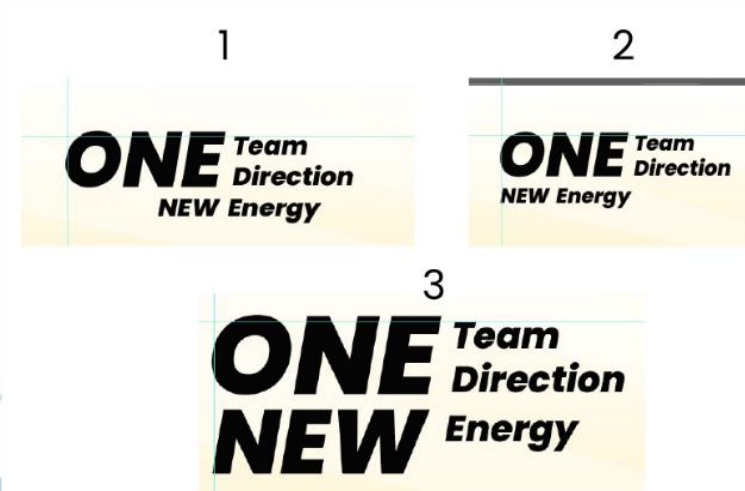 1
ONE Team
Direction
NEW Energy
2
ONE Team
Direction
NEW Energy
3
ONE Team
Direction
NEW Energy